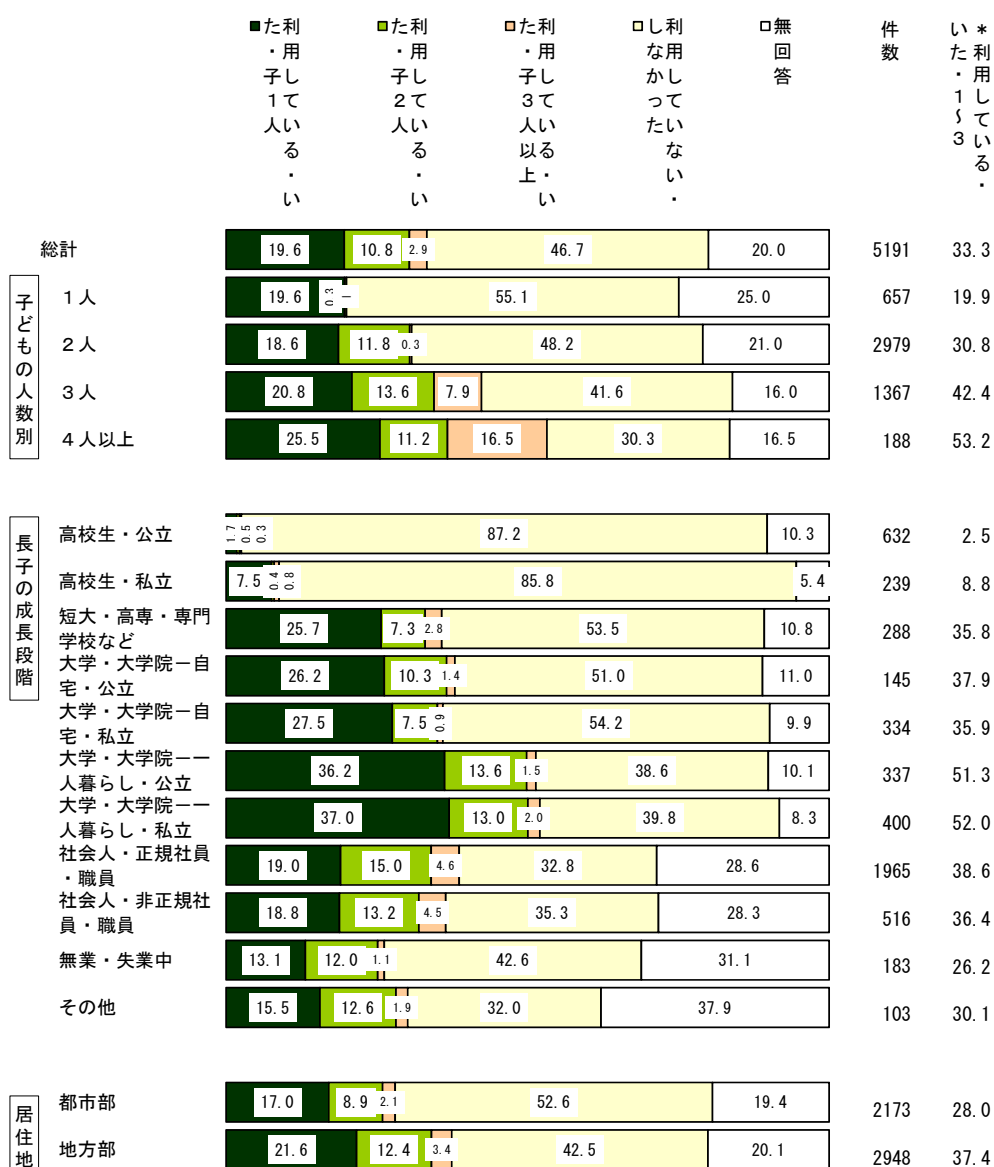 ■利用している・いた・子1人
■利用している・いた・子2人
■利用している・いた・子3人以上
□利用していない・しなかった
□無回答
件数
*利用している・いた・1～3
総計 19.6 10.8 2.9 46.7 20.0 5191 33.3
子どもの人数別
1人 19.6 0.3 － 55.1 25.0 657 19.9
2人 18.6 11.8 0.3 48.2 21.0 2979 30.8
3人 20.8 13.6 7.9 41.6 16.0 1367 42.4
4人以上 25.5 11.2 16.5 30.3 16.5 188 53.2
長子の成長段階
高校生・公立 1.7 0.5 0.3 87.2 10.3 632 2.5
高校生・私立 7.5 0.4 0.8 85.8 5.4 239 8.8
短大・高専・専門
学校など 25.7 7.3 2.8 53.5 10.8 288 35.8
大学・大学院－自
宅・公立 26.2 10.3 1.4 51.0 11.0 145 37.9
大学・大学院－自
宅・私立 27.5 7.5 0.9 54.2 9.9 334 35.9
大学・大学院－一
人暮らし・公立 36.2 13.6 1.5 38.6 10.1 337 51.3
大学・大学院－一
人暮らし・私立 37.0 13.0 2.0 39.8 8.3 400 52.0
社会人・正規社員
・職員 19.0 15.0 4.6 32.8 28.6 1965 38.6
社会人・非正規社
員・職員 18.8 13.2 4.5 35.3 28.3 516 36.4
無業・失業中 13.1 12.0 1.1 42.6 31.1 183 26.2
その他 15.5 12.6 1.9 32.0 37.9 103 30.1
居住地
都市部 17.0 8.9 2.1 52.6 19.4 2173 28.0
地方部 21.6 12.4 3.4 42.5 20.1 2948 37.4